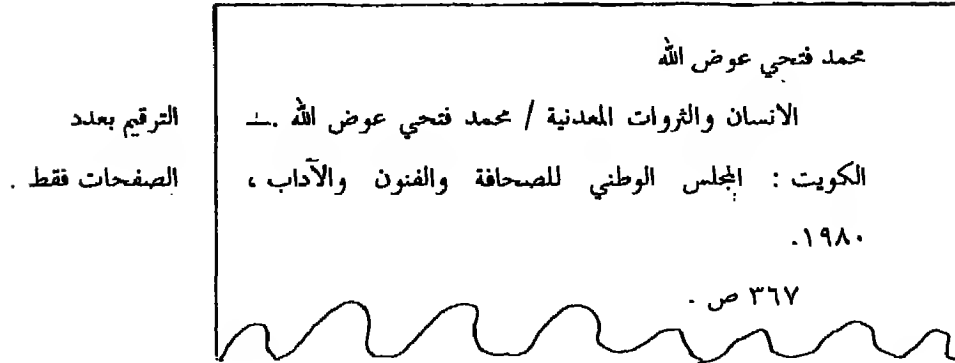 محمد فتحي عوض الله
الانسان والثروات المعدنية / محمد فتحي عوض الله .ــ
الكويت : المجلس الوطني للصحافة والفنون والآداب ،
١٩٨٠.
٣٦٧ ص .
الترقيم بعدد
الصفحات فقط .